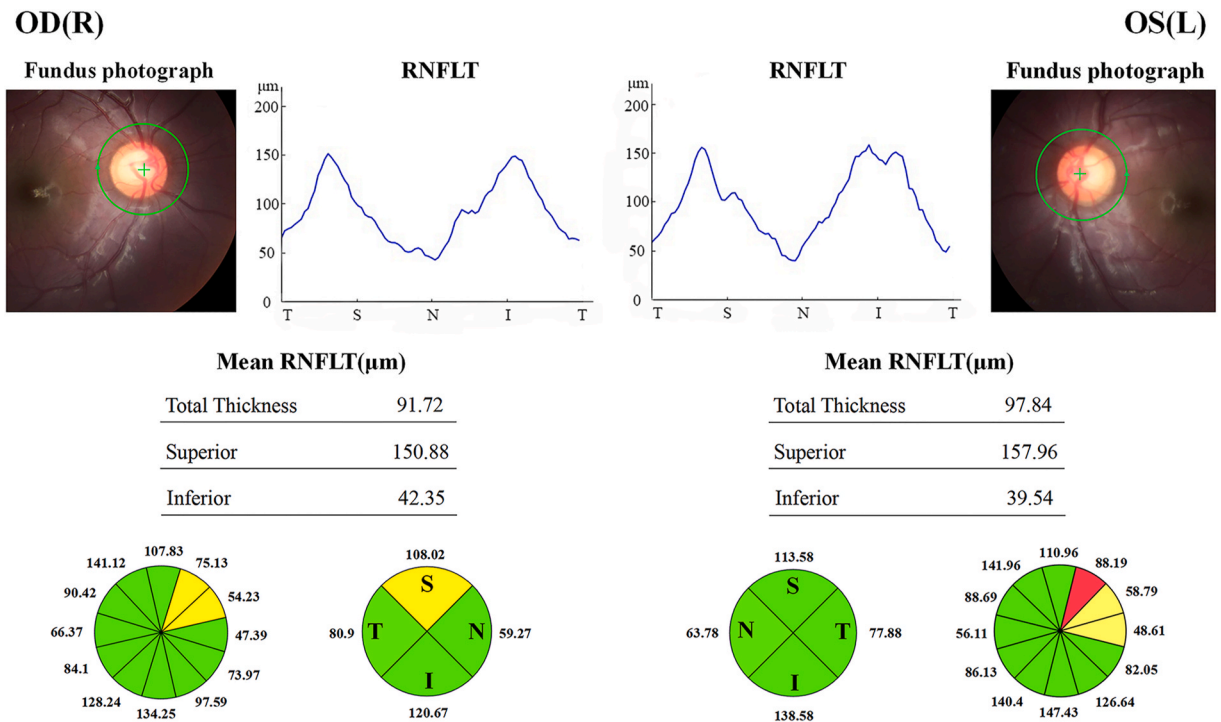 OD(R) OS(L)
Fundus photograph RNFLT RNFLT Fundus photograph
μm μm
200 200
150 150
100 100
50 50
0 0
T S N I T T S N I T
Mean RNFLT(μm) Mean RNFLT(μm)
Total Thickness 91.72 Total Thickness 97.84
Superior 150.88 Superior 157.96
Inferior 42.35 Inferior 39.54
107.83
141.12 75.13
90.42 54.23
66.37 47.39
84.1 73.97
128.24 97.59
134.25
108.02
S
80.9 T N 59.27
I
120.67
113.58
S
63.78 N T 77.88
I
138.58
110.96
141.96 88.19
88.69 58.79
56.11 48.61
86.13 82.05
140.4 126.64
147.43